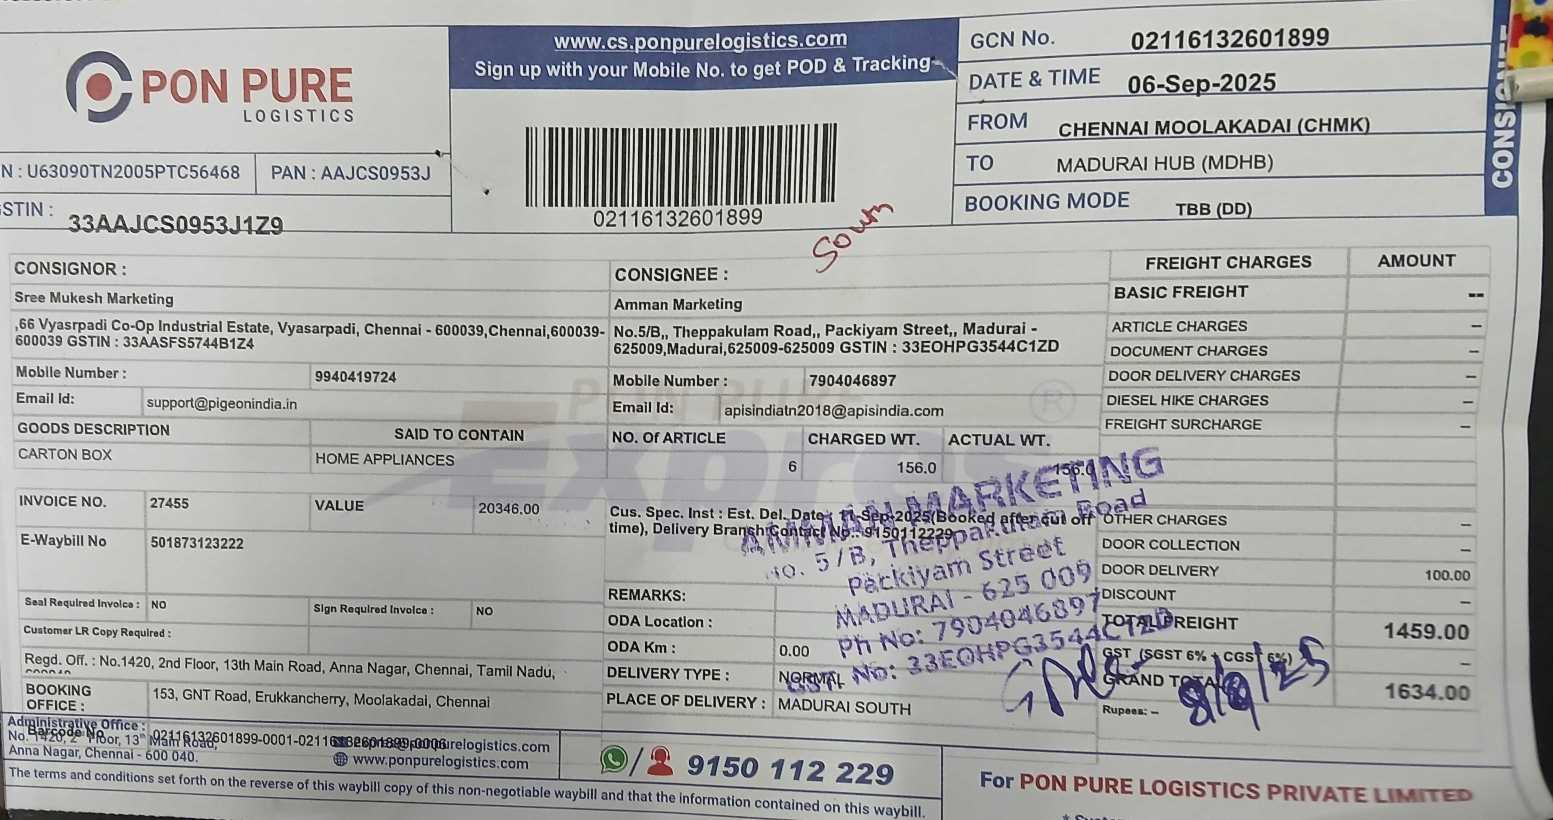 PON PURE
LOGISTICS
www.cs.ponpurelogistics.com
Sign up with your Mobile No. to get POD & Tracking
GCN No. 02116132601899
DATE & TIME 06-Sep-2025
FROM CHENNAI MOOLAKADAI (CHMK)
TO MADURAI HUB (MDHB)
BOOKING MODE TBB (DD)
CONSIGNEE
N : U63090TN2005PTC56468 PAN : AAJCS0953J
GSTIN : 33AAJCS0953J1Z9
02116132601899
South
CONSIGNOR :
Sree Mukesh Marketing
,66 Vyasrpadi Co-Op Industrial Estate, Vyasarpadi, Chennai - 600039,Chennai,600039-
600039 GSTIN : 33AASFS5744B1Z4
Mobile Number : 9940419724
Email Id: support@pigeonindia.in
GOODS DESCRIPTION SAID TO CONTAIN
CARTON BOX HOME APPLIANCES
INVOICE NO. 27455 VALUE 20346.00
E-Waybill No 501873123222
Seal Required Invoice : NO Sign Required Invoice : NO
Customer LR Copy Required :
Regd. Off. : No.1420, 2nd Floor, 13th Main Road, Anna Nagar, Chennai, Tamil Nadu,
BOOKING OFFICE : 153, GNT Road, Erukkancherry, Moolakadai, Chennai
CONSIGNEE :
Amman Marketing
No.5/B,, Theppakulam Road,, Packiyam Street,, Madurai -
625009,Madurai,625009-625009 GSTIN : 33EOHPG3544C1ZD
Mobile Number : 7904046897
Email Id: apisindiatn2018@apisindia.com
NO. Of ARTICLE CHARGED WT. ACTUAL WT.
6 156.0 156.0
Cus. Spec. Inst : Est. Del. Date : 11-Sep-2025(Booked after cut off
time), Delivery Branch Contact No.: 9150112229
REMARKS:
ODA Location :
ODA Km : 0.00
DELIVERY TYPE : NORMAL
PLACE OF DELIVERY : MADURAI SOUTH
PON PURE
Express
®
FREIGHT CHARGES AMOUNT
BASIC FREIGHT --
ARTICLE CHARGES –
DOCUMENT CHARGES –
DOOR DELIVERY CHARGES –
DIESEL HIKE CHARGES –
FREIGHT SURCHARGE –
OTHER CHARGES –
DOOR COLLECTION –
DOOR DELIVERY 100.00
DISCOUNT –
TOTAL FREIGHT 1459.00
GST (SGST 6% + CGST 6%) –
GRAND TOTAL 1634.00
Rupees: –
AMMAN MARKETING
No. 5/B, Theppakulam Road
Packiyam Street
MADURAI - 625 009
Ph No: 7904046897
GST No: 33EOHPG3544C1ZD
8/9/25
Administrative Office :
No. 1420, 2nd Floor, 13th Main Road,
Anna Nagar, Chennai - 600 040.
Barcode No 02116132601899-0001-02116132601899-0006
www.ponpurelogistics.com
9150 112 229
For PON PURE LOGISTICS PRIVATE LIMITED
The terms and conditions set forth on the reverse of this waybill copy of this non-negotiable waybill and that the information contained on this waybill.